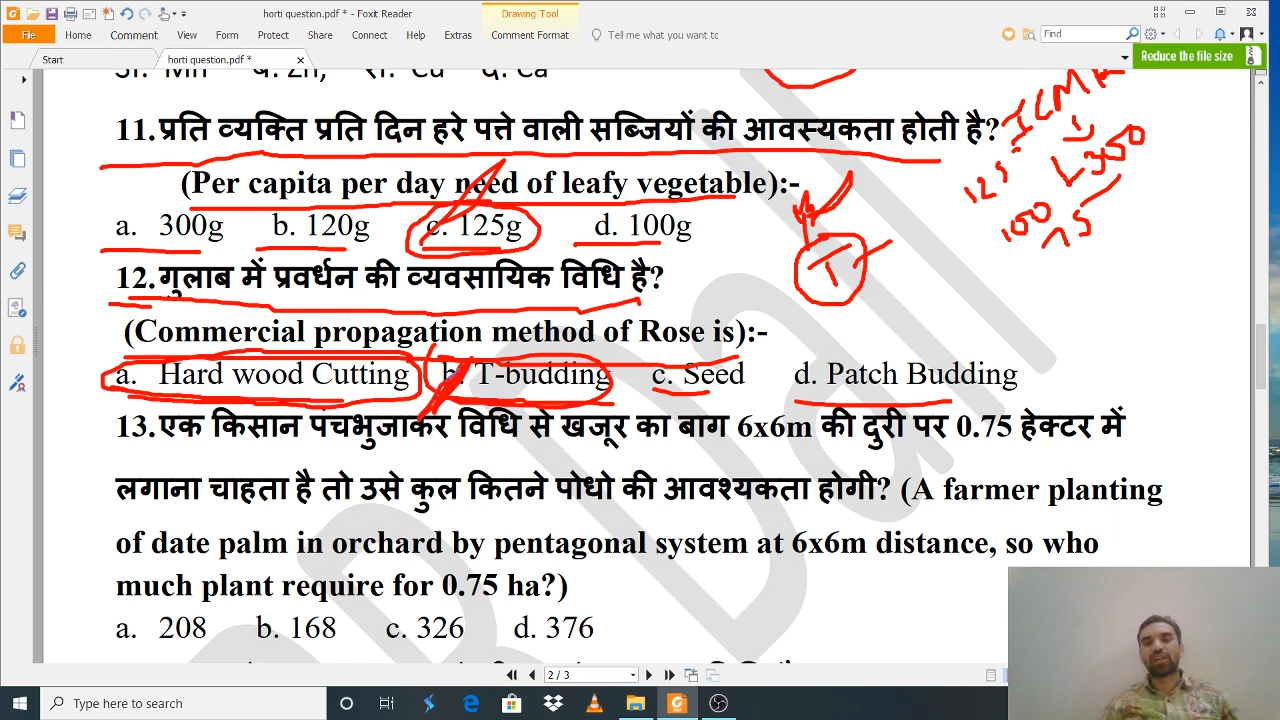 horti question.pdf * - Foxit Reader
Drawing Tool
File Home Comment View Form Protect Share Connect Help Extras Comment Format Tell me what you want to do.. Find
Start horti question.pdf * Reduce the file size
अ. Mn ब. Zn, स. Cu द. Ca
ICMR
11. प्रति व्यक्ति प्रति दिन हरे पत्ते वाली सब्जियों की आवस्यकता होती है?
350
(Per capita per day need of leafy vegetable):-
125
a. 300g b. 120g c. 125g d. 100g
100 75
12. गुलाब में प्रवर्धन की व्यवसायिक विधि है?
T
(Commercial propagation method of Rose is):-
a. Hard wood Cutting b. T-budding c. Seed d. Patch Budding
13. एक किसान पंचभुजाकर विधि से खजूर का बाग 6x6m की दुरी पर 0.75 हेक्टर में
लगाना चाहता है तो उसे कुल कितने पोधो की आवश्यकता होगी? (A farmer planting
of date palm in orchard by pentagonal system at 6x6m distance, so who
much plant require for 0.75 ha?)
a. 208 b. 168 c. 326 d. 376
2 / 3
Type here to search